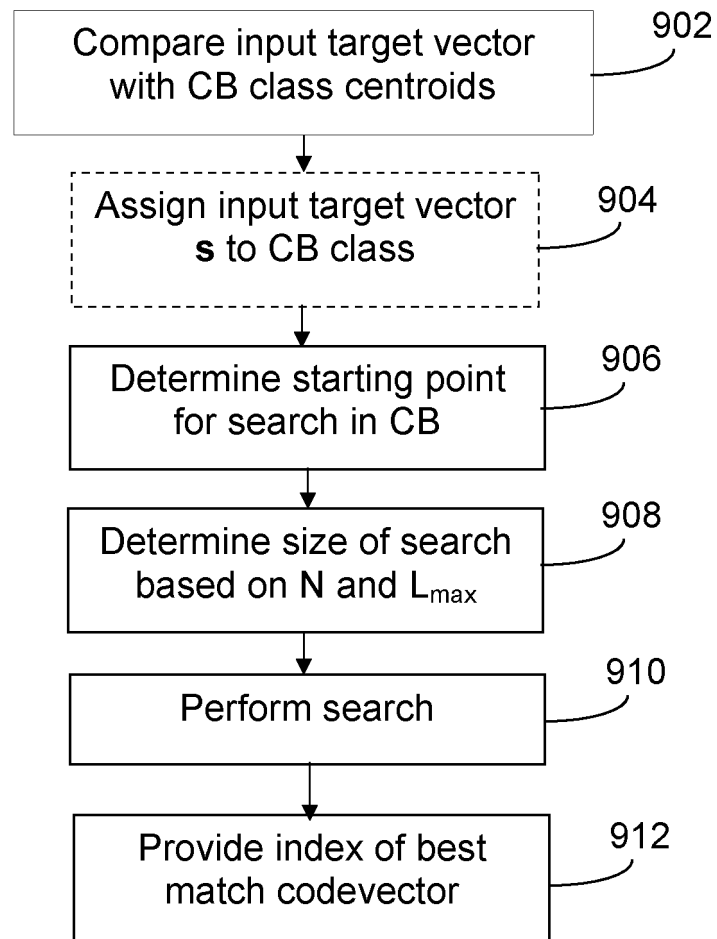 Compare input target vector
with CB class centroids
902
Assign input target vector
s to CB class
904
Determine starting point
for search in CB
906
Determine size of search
based on N and Lmax
908
Perform search
910
Provide index of best
match codevector
912